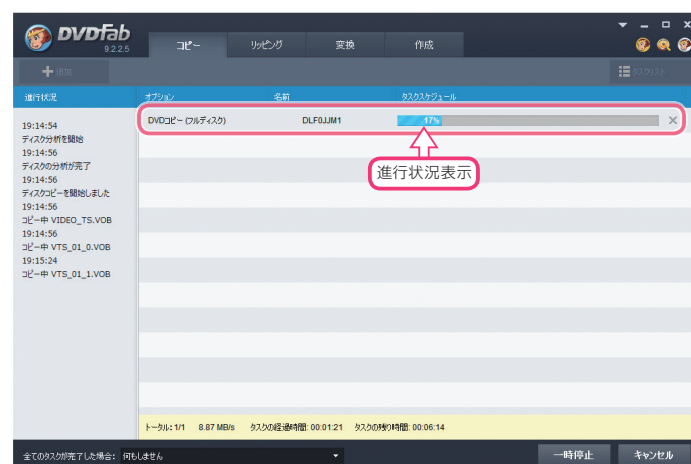 DVDFab
9.2.2.5
コピー
リッピング
変換
作成
追加
タスクリスト
進行状況
オプション
名前
タスクスケジュール
19:14:54
ディスク分析を開始
19:14:56
ディスクの分析が完了
19:14:56
ディスクコピーを開始しました
19:14:56
コピー中 VIDEO_TS.VOB
19:14:56
コピー中 VTS_01_0.VOB
19:15:24
コピー中 VTS_01_1.VOB
DVDコピー (フルディスク)
DLF0JJM1
17%
進行状況表示
トータル: 1/1 8.87 MB/s タスクの経過時間: 00:01:21 タスクの残り時間: 00:06:14
全てのタスクが完了した場合: 何もしません
一時停止
キャンセル